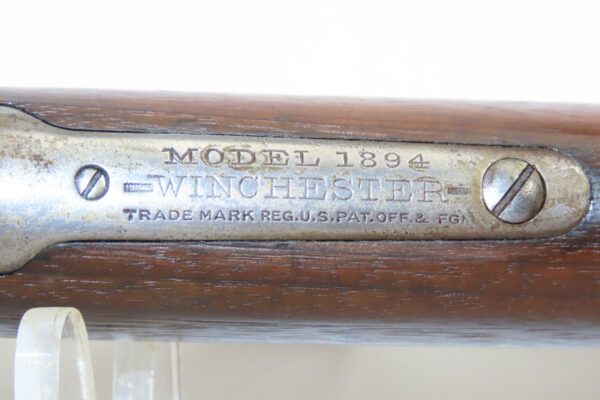 MODEL 1894
-WINCHESTER-
TRADE MARK REG.U.S.PAT.OFF.& FGN